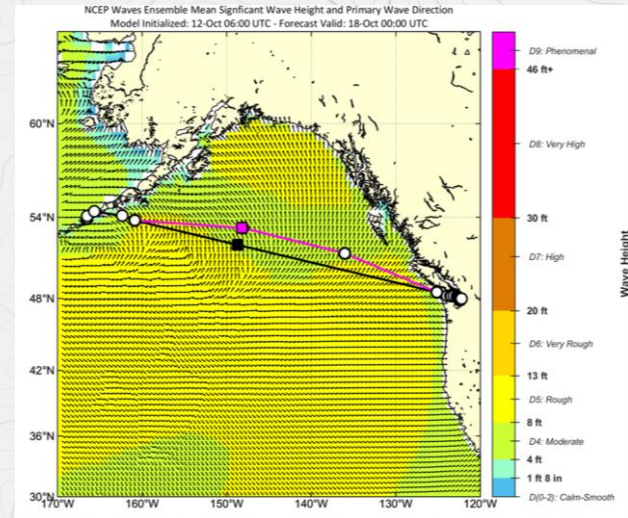 NCEP Waves Ensemble Mean Signficant Wave Height and Primary Wave Direction
Model Initialized: 12-Oct 06:00 UTC - Forecast Valid: 18-Oct 00:00 UTC
60°N
54°N
48°N
42°N
36°N
30°N
170°W
160°W
150°W
140°W
130°W
120°W
D9: Phenomenal
46 ft+
D8: Very High
30 ft
D7: High
20 ft
D6: Very Rough
13 ft
D5: Rough
8 ft
D4: Moderate
4 ft
1 ft 8 in
D(0-2): Calm-Smooth
Wave Height